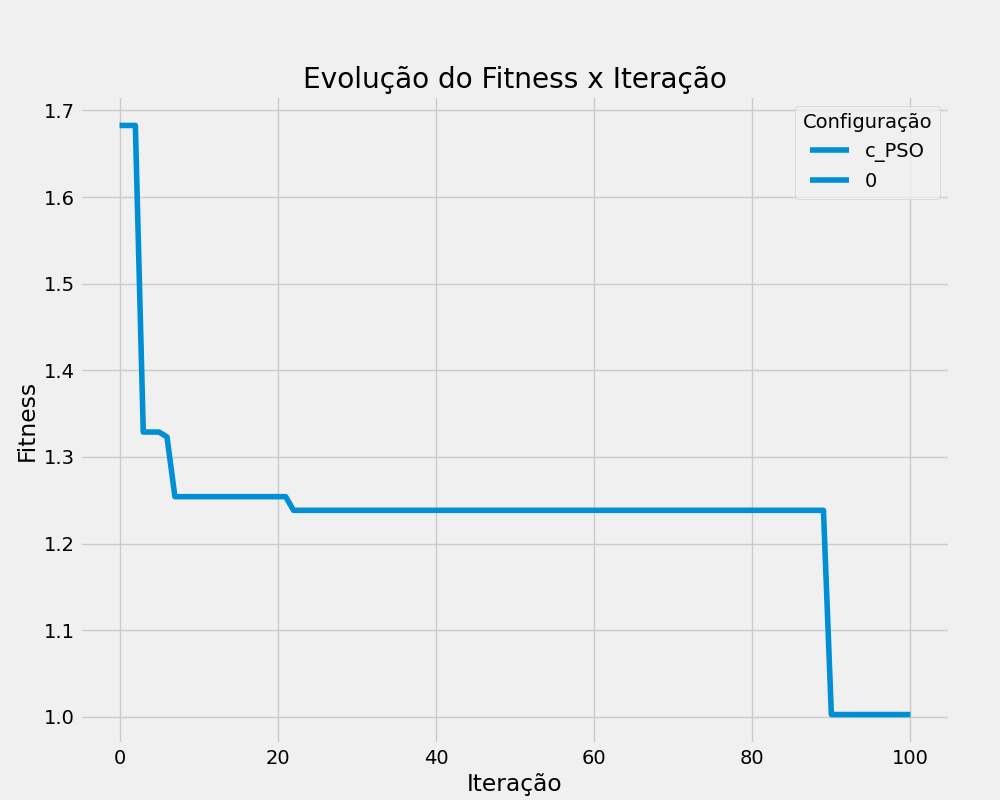 Evolução do Fitness x Iteração
Configuração
c_PSO
0
Fitness
1.7
1.6
1.5
1.4
1.3
1.2
1.1
1.0
0 20 40 60 80 100
Iteração